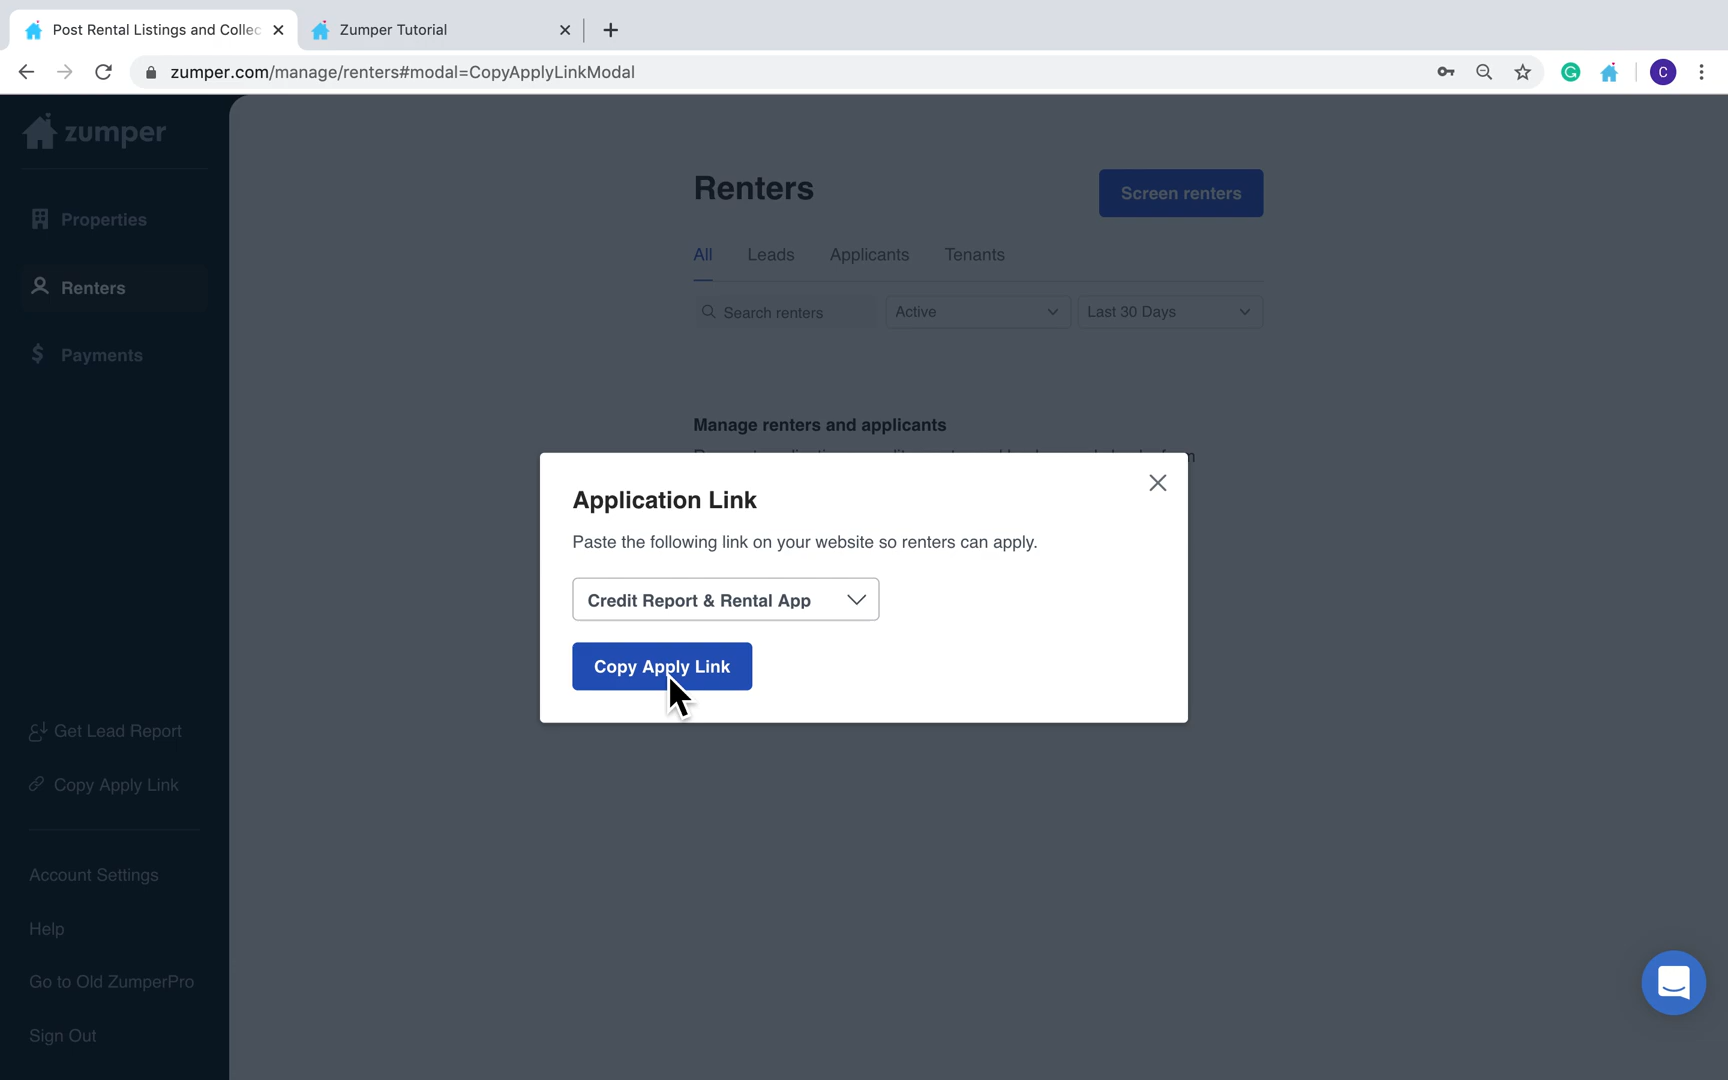 Post Rental Listings and Collec
Zumper Tutorial
zumper.com/manage/renters#modal=CopyApplyLinkModal
C
zumper
Properties
Renters
Payments
Get Lead Report
Copy Apply Link
Account Settings
Help
Go to Old ZumperPro
Sign Out
Renters
Screen renters
All Leads Applicants Tenants
Search renters Active Last 30 Days
Manage renters and applicants
Application Link
Paste the following link on your website so renters can apply.
Credit Report & Rental App
Copy Apply Link